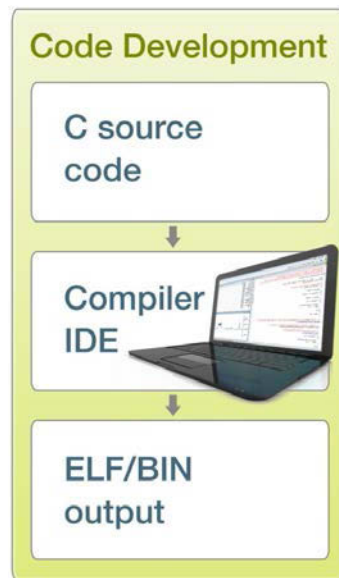 Code Development
C source
code
Compiler
IDE
ELF/BIN
output